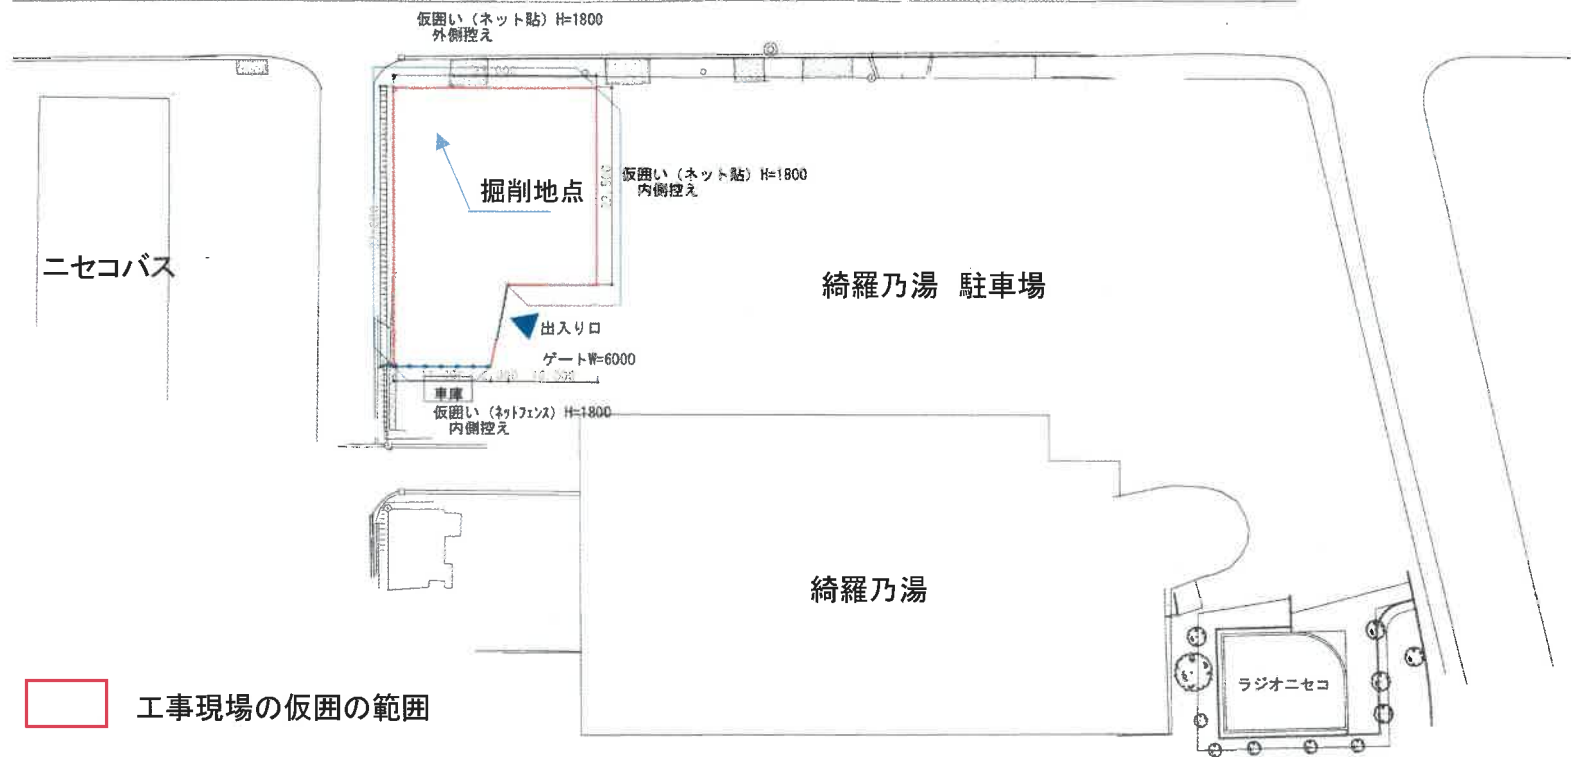 仮囲い（ネット貼）H=1800
外側控え
仮囲い（ネット貼）H=1800
内側控え
掘削地点
ニセコバス
綺羅乃湯 駐車場
出入り口
ゲートW=6000
車庫
仮囲い（ネットフェンス）H=1800
内側控え
綺羅乃湯
ラジオニセコ
工事現場の仮囲の範囲